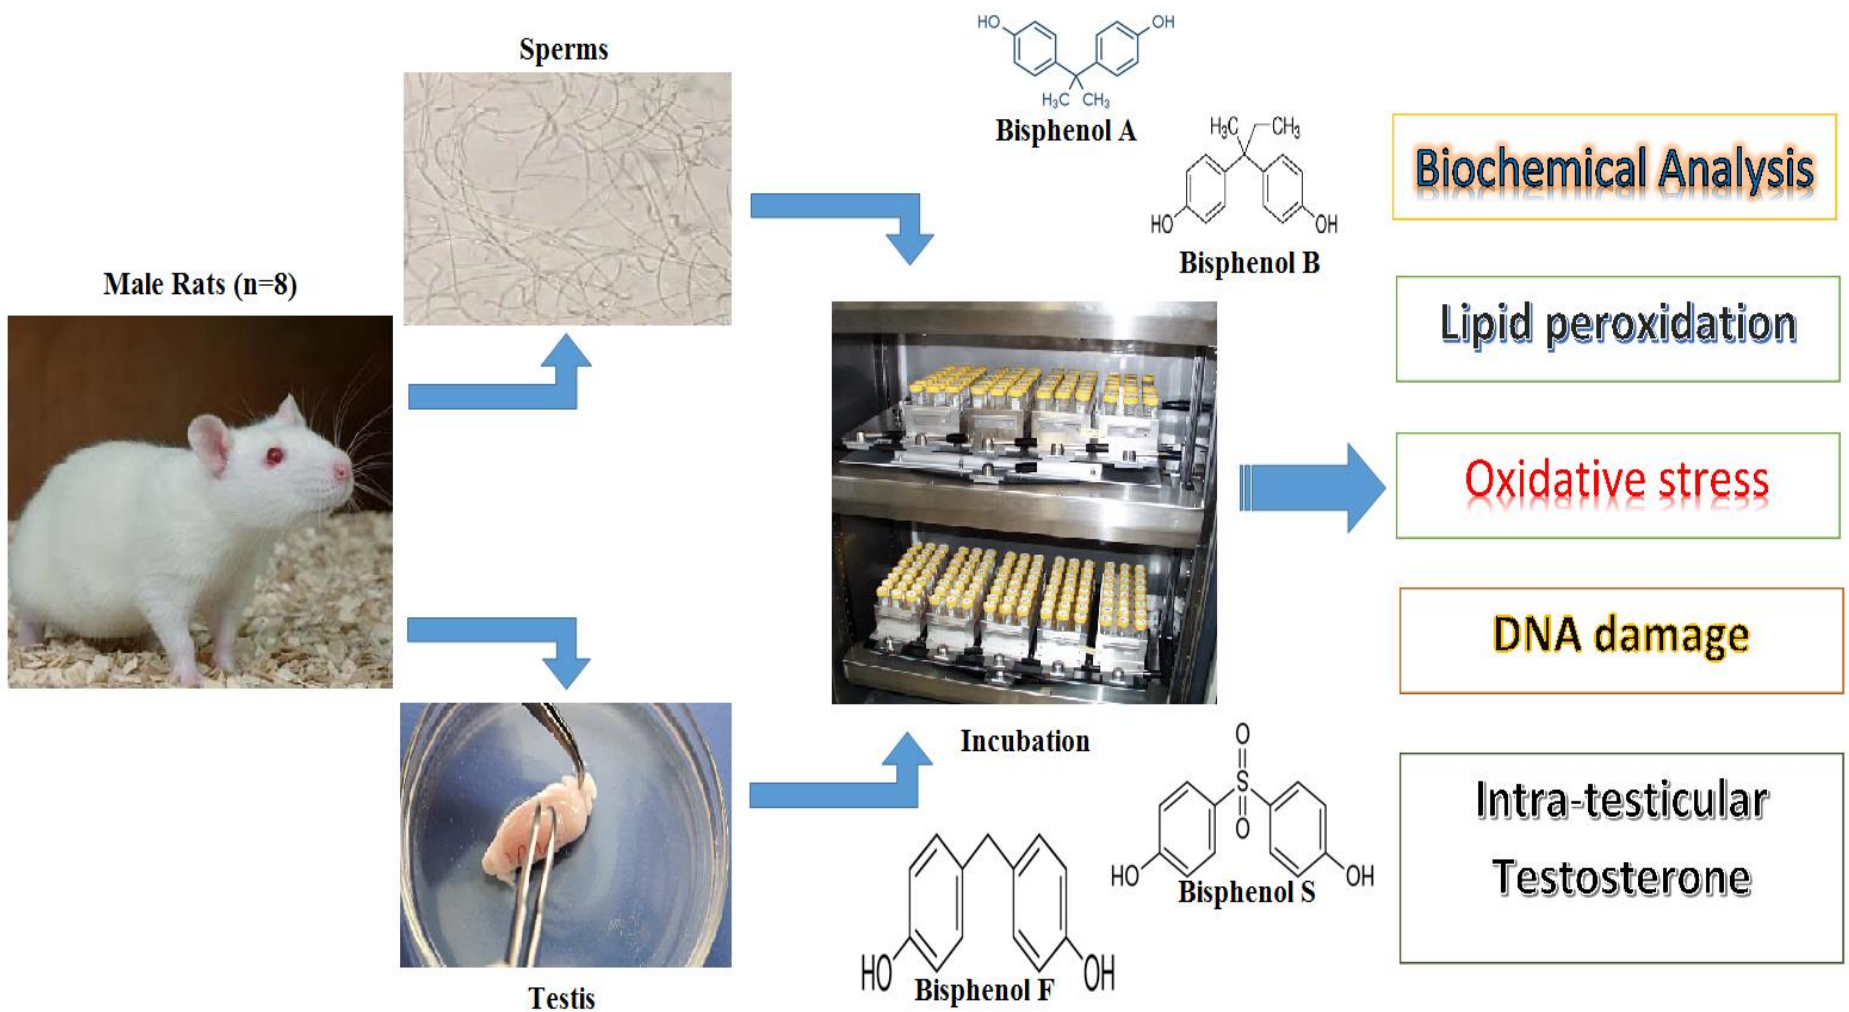 Male Rats (n=8)
Sperms
Testis
HO
OH
H₃C
CH₃
Bisphenol A
H₃C
CH₃
HO
OH
Bisphenol B
Incubation
O
S
O
HO
OH
Bisphenol S
HO
OH
Bisphenol F
Biochemical Analysis
Lipid peroxidation
Oxidative stress
DNA damage
Intra-testicular
Testosterone